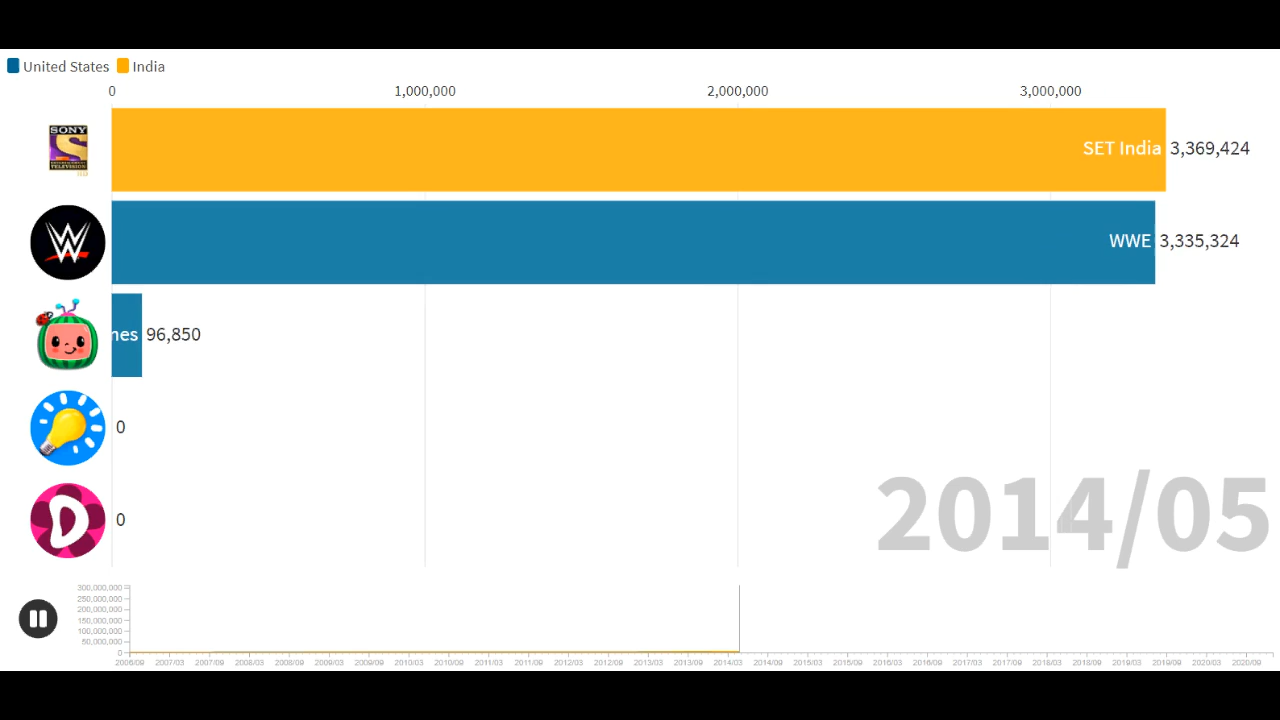 United States India
0 1,000,000 2,000,000 3,000,000
SONY
S
ENTERTAINMENT
TELEVISION
HD
SET India 3,369,424
W
WWE 3,335,324
nes 96,850
0
D
0
2014/05
300,000,000
250,000,000
200,000,000
150,000,000
100,000,000
50,000,000
0
2006/09 2007/03 2007/09 2008/03 2008/09 2009/03 2009/09 2010/03 2010/09 2011/03 2011/09 2012/03 2012/09 2013/03 2013/09 2014/03 2014/09 2015/03 2015/09 2016/03 2016/09 2017/03 2017/09 2018/03 2018/09 2019/03 2019/09 2020/03 2020/09